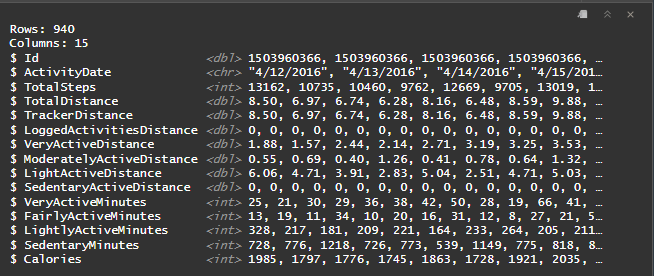 Rows: 940
Columns: 15
$ Id <dbl> 1503960366, 1503960366, 1503960366, 1503960366, …
$ ActivityDate <chr> "4/12/2016", "4/13/2016", "4/14/2016", "4/15/201…
$ TotalSteps <int> 13162, 10735, 10460, 9762, 12669, 9705, 13019, 1…
$ TotalDistance <dbl> 8.50, 6.97, 6.74, 6.28, 8.16, 6.48, 8.59, 9.88, …
$ TrackerDistance <dbl> 8.50, 6.97, 6.74, 6.28, 8.16, 6.48, 8.59, 9.88, …
$ LoggedActivitiesDistance <dbl> 0, 0, 0, 0, 0, 0, 0, 0, 0, 0, 0, 0, 0, 0, 0, 0, …
$ VeryActiveDistance <dbl> 1.88, 1.57, 2.44, 2.14, 2.71, 3.19, 3.25, 3.53, …
$ ModeratelyActiveDistance <dbl> 0.55, 0.69, 0.40, 1.26, 0.41, 0.78, 0.64, 1.32, …
$ LightActiveDistance <dbl> 6.06, 4.71, 3.91, 2.83, 5.04, 2.51, 4.71, 5.03, …
$ SedentaryActiveDistance <dbl> 0, 0, 0, 0, 0, 0, 0, 0, 0, 0, 0, 0, 0, 0, 0, 0, …
$ VeryActiveMinutes <int> 25, 21, 30, 29, 36, 38, 42, 50, 28, 19, 66, 41, …
$ FairlyActiveMinutes <int> 13, 19, 11, 34, 10, 20, 16, 31, 12, 8, 27, 21, 5…
$ LightlyActiveMinutes <int> 328, 217, 181, 209, 221, 164, 233, 264, 205, 211…
$ SedentaryMinutes <int> 728, 776, 1218, 726, 773, 539, 1149, 775, 818, 8…
$ Calories <int> 1985, 1797, 1776, 1745, 1863, 1728, 1921, 2035, …